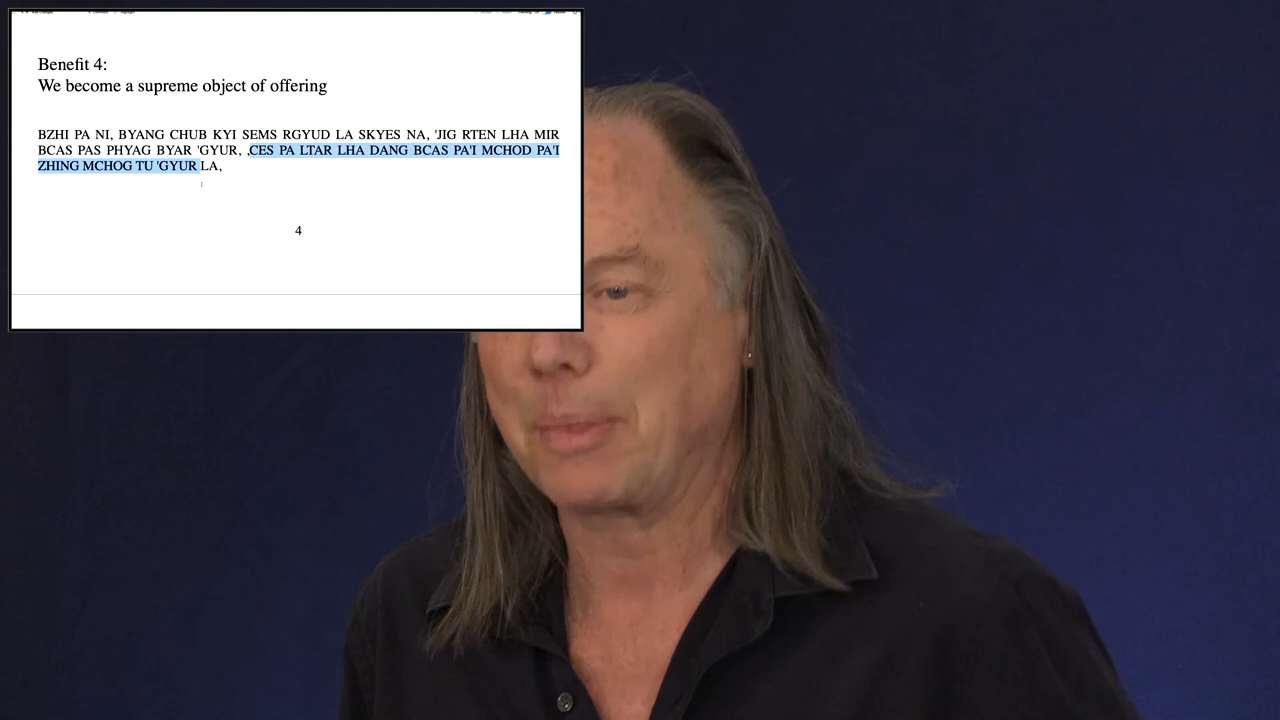 Benefit 4:
We become a supreme object of offering
BZHI PA NI, BYANG CHUB KYI SEMS RGYUD LA SKYES NA, 'JIG RTEN LHA MIR
BCAS PAS PHYAG BYAR 'GYUR, ,CES PA LTAR LHA DANG BCAS PA'I MCHOD PA'I
ZHING MCHOG TU 'GYUR LA,
4